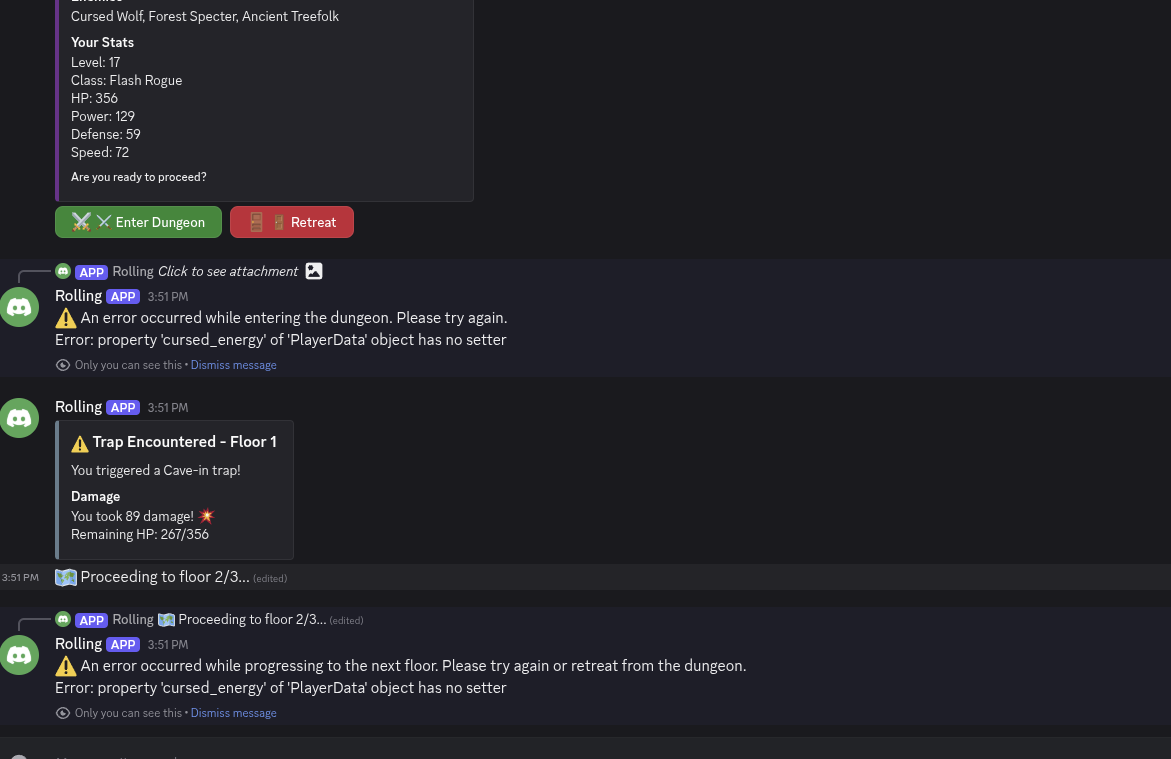 Cursed Wolf, Forest Specter, Ancient Treefolk
Your Stats
Level: 17
Class: Flash Rogue
HP: 356
Power: 129
Defense: 59
Speed: 72
Are you ready to proceed?
Enter Dungeon
Retreat
APP Rolling Click to see attachment
Rolling APP 3:51 PM
An error occurred while entering the dungeon. Please try again.
Error: property 'cursed_energy' of 'PlayerData' object has no setter
Only you can see this • Dismiss message
Rolling APP 3:51 PM
Trap Encountered - Floor 1
You triggered a Cave-in trap!
Damage
You took 89 damage! 💥
Remaining HP: 267/356
3:51 PM 🗺️ Proceeding to floor 2/3... (edited)
APP Rolling 🗺️ Proceeding to floor 2/3... (edited)
Rolling APP 3:51 PM
⚠️ An error occurred while progressing to the next floor. Please try again or retreat from the dungeon.
Error: property 'cursed_energy' of 'PlayerData' object has no setter
Only you can see this • Dismiss message